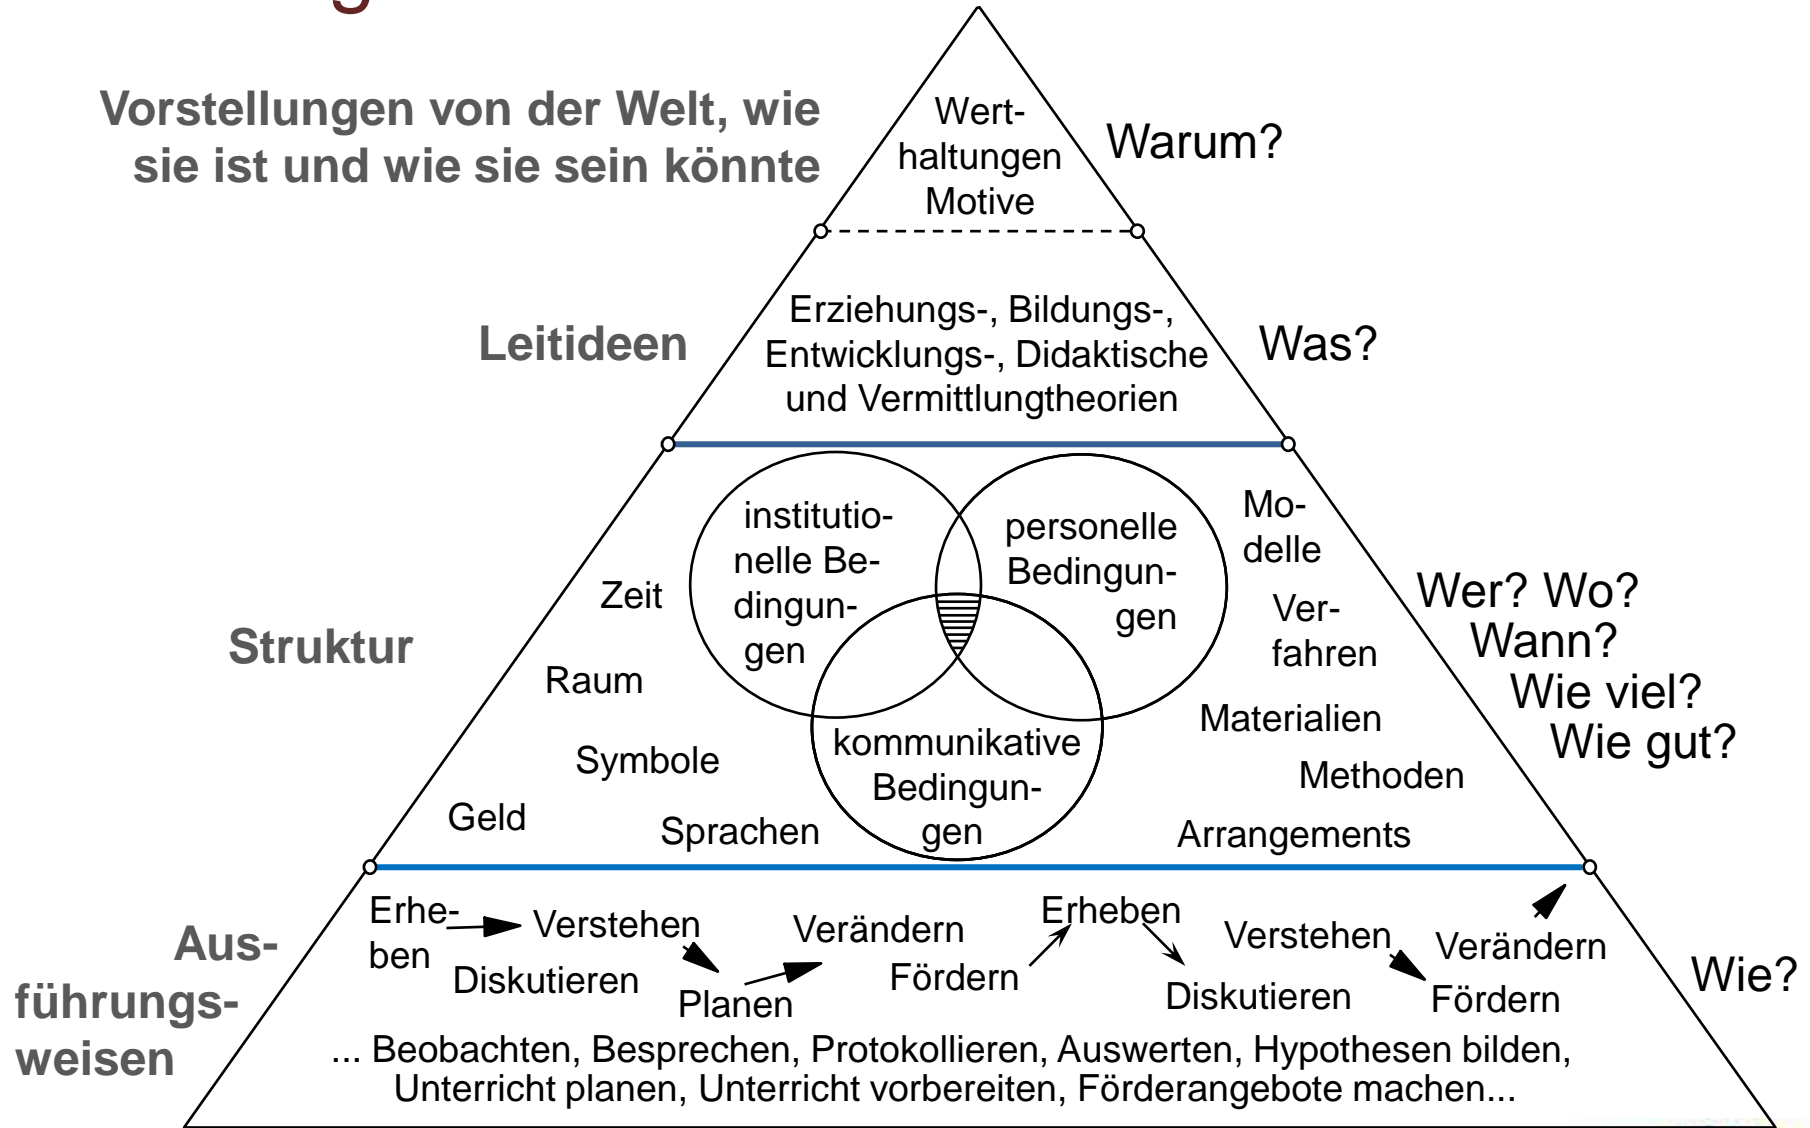 g
Vorstellungen von der Welt, wie
sie ist und wie sie sein könnte
Wert-
haltungen
Motive
Warum?
Leitideen
Erziehungs-, Bildungs-,
Entwicklungs-, Didaktische
und Vermittlungtheorien
Was?
Struktur
Zeit
Raum
Symbole
Geld
Sprachen
institutio-
nelle Be-
dingun-
gen
personelle
Bedingun-
gen
kommunikative
Bedingun-
gen
Mo-
delle
Ver-
fahren
Materialien
Methoden
Arrangements
Wer? Wo?
Wann?
Wie viel?
Wie gut?
Aus-
führungs-
weisen
Erhe-
ben
Verstehen
Diskutieren
Planen
Verändern
Fördern
Erheben
Diskutieren
Verstehen
Fördern
Verändern
Wie?
... Beobachten, Besprechen, Protokollieren, Auswerten, Hypothesen bilden,
Unterricht planen, Unterricht vorbereiten, Förderangebote machen...